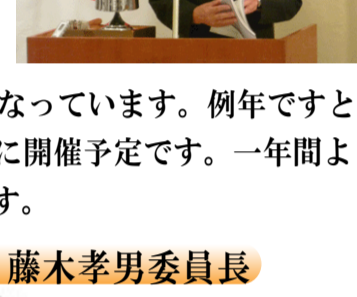 なっています。例年ですと
に開催予定です。一年間よ
す。
藤木孝男委員長